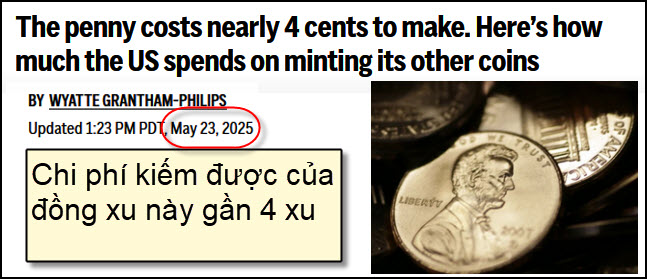 The penny costs nearly 4 cents to make. Here’s how
much the US spends on minting its other coins
BY WYATTE GRANTHAM-PHILIPS
Updated 1:23 PM PDT, May 23, 2025
Chi phí kiếm được của
đồng xu này gần 4 xu
WE TRUST
LIBERTY
2007
D
AMERICA